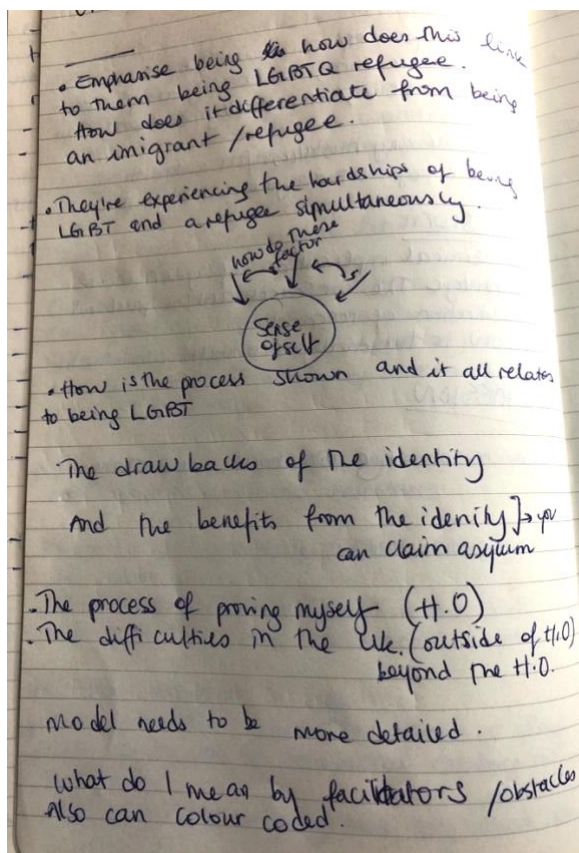 • Emphasise being how does this link
to them being LGBTQ refugee.
How does it differentiate from being
an imigrant / refugee.
• They're experiencing the hardships of being
LGBT and a refugee simultaneously.
how do these
factor
Sense
of self
• How is the process shown and it all relates
to being LGBT
The drawbacks of the identity
And the benefits from the idenity → you
can claim asylum
• The process of proving myself (H.O)
• The difficulties in the UK. (outside of H.O)
beyond the H.O.
Model needs to be more detailed.
What do I mean by facilitators / obstacles
Also can colour coded.